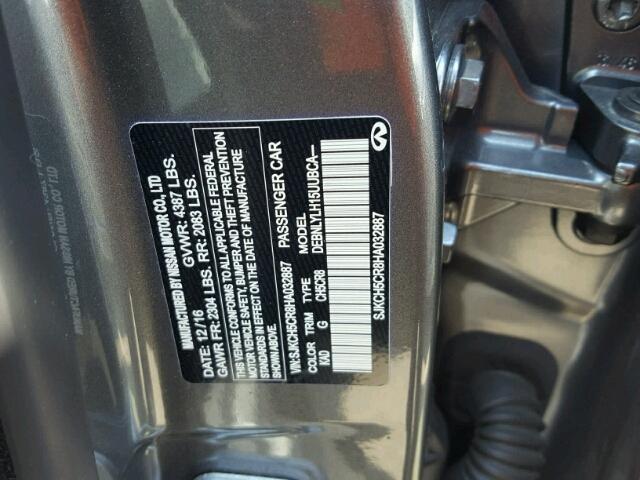 MANUFACTURED BY NISSAN MOTOR CO., LTD
GVWR: 4387 LBS.
DATE: 12/16
GAWR FR: 2304 LBS. RR: 2083 LBS.
THIS VEHICLE CONFORMS TO ALL APPLICABLE FEDERAL
MOTOR VEHICLE SAFETY, BUMPER AND THEFT PREVENTION
STANDARDS IN EFFECT ON THE DATE OF MANUFACTURE
SHOWN ABOVE.
VIN:SJKCH5CR8HA032887 PASSENGER CAR
COLOR TRIM TYPE MODEL
KAD G CH5CR8 DEBNLYLH15UUBCA—
SJKCH5CR8HA032887